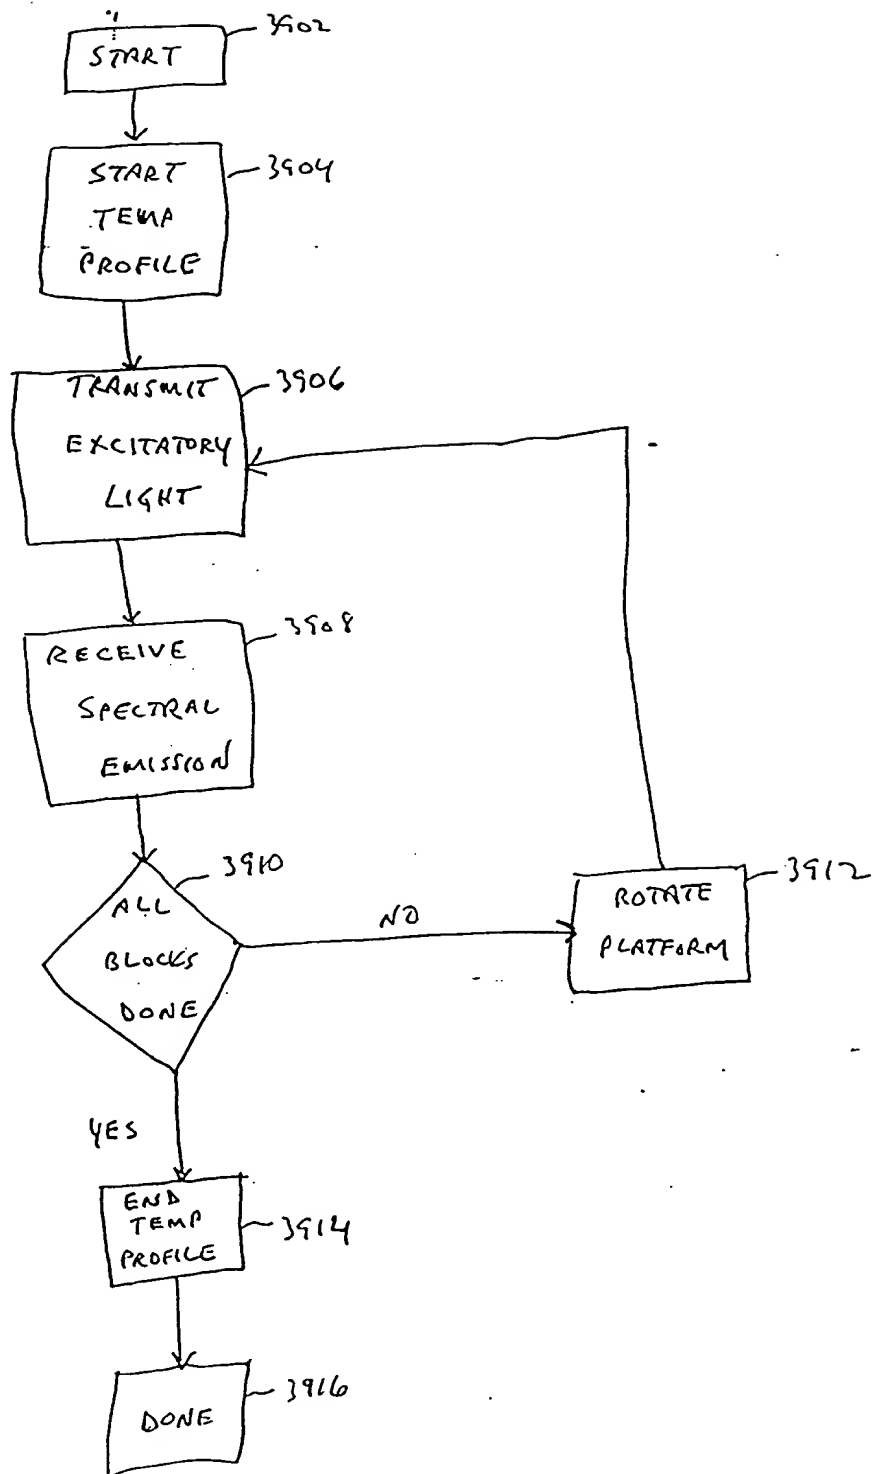 3902
START
3904
START
TEMP
PROFILE
3906
TRANSMIT
EXCITATORY
LIGHT
3908
RECEIVE
SPECTRAL
EMISSION
3910
ALL
BLOCKS
DONE
NO
3912
ROTATE
PLATFORM
YES
END
TEMP
PROFILE
3914
3916
DONE